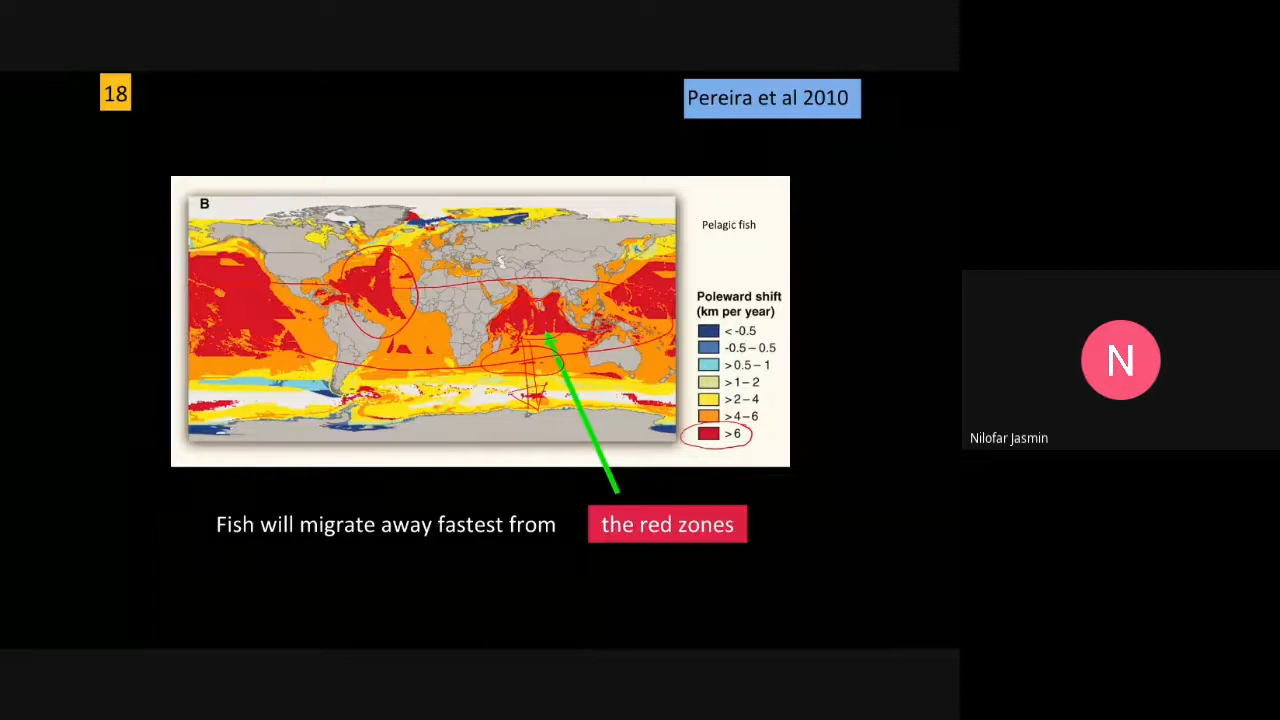 18
Pereira et al 2010
B
Pelagic fish
Poleward shift
(km per year)
< -0.5
-0.5 – 0.5
> 0.5 – 1
> 1 – 2
> 2 – 4
> 4 – 6
> 6
Fish will migrate away fastest from the red zones
N
Nilofar Jasmin